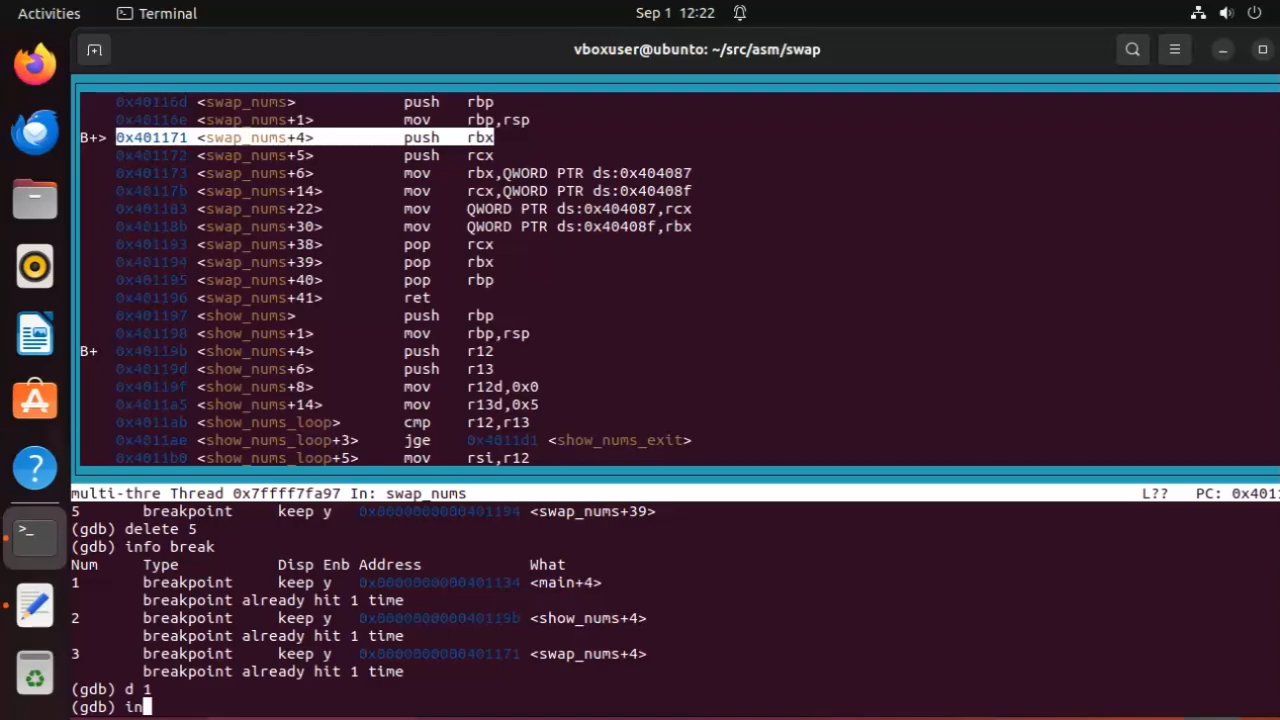 Activities Terminal Sep 1 12:22
vboxuser@ubunto: ~/src/asm/swap
0x40116d <swap_nums> push rbp
0x40116e <swap_nums+1> mov rbp,rsp
B+> 0x401171 <swap_nums+4> push rbx
0x401172 <swap_nums+5> push rcx
0x401173 <swap_nums+6> mov rbx,QWORD PTR ds:0x404087
0x40117b <swap_nums+14> mov rcx,QWORD PTR ds:0x40408f
0x401183 <swap_nums+22> mov QWORD PTR ds:0x404087,rcx
0x40118b <swap_nums+30> mov QWORD PTR ds:0x40408f,rbx
0x401193 <swap_nums+38> pop rcx
0x401194 <swap_nums+39> pop rbx
0x401195 <swap_nums+40> pop rbp
0x401196 <swap_nums+41> ret
0x401197 <show_nums> push rbp
0x401198 <show_nums+1> mov rbp,rsp
B+ 0x40119b <show_nums+4> push r12
0x40119d <show_nums+6> push r13
0x40119f <show_nums+8> mov r12d,0x0
0x4011a5 <show_nums+14> mov r13d,0x5
0x4011ab <show_nums_loop> cmp r12,r13
0x4011ae <show_nums_loop+3> jge 0x4011d1 <show_nums_exit>
0x4011b0 <show_nums_loop+5> mov rsi,r12
multi-thre Thread 0x7ffff7fa97 In: swap_nums L?? PC: 0x4011
5 breakpoint keep y 0x0000000000401194 <swap_nums+39>
(gdb) delete 5
(gdb) info break
Num Type Disp Enb Address What
1 breakpoint keep y 0x0000000000401134 <main+4>
breakpoint already hit 1 time
2 breakpoint keep y 0x000000000040119b <show_nums+4>
breakpoint already hit 1 time
3 breakpoint keep y 0x0000000000401171 <swap_nums+4>
breakpoint already hit 1 time
(gdb) d 1
(gdb) in